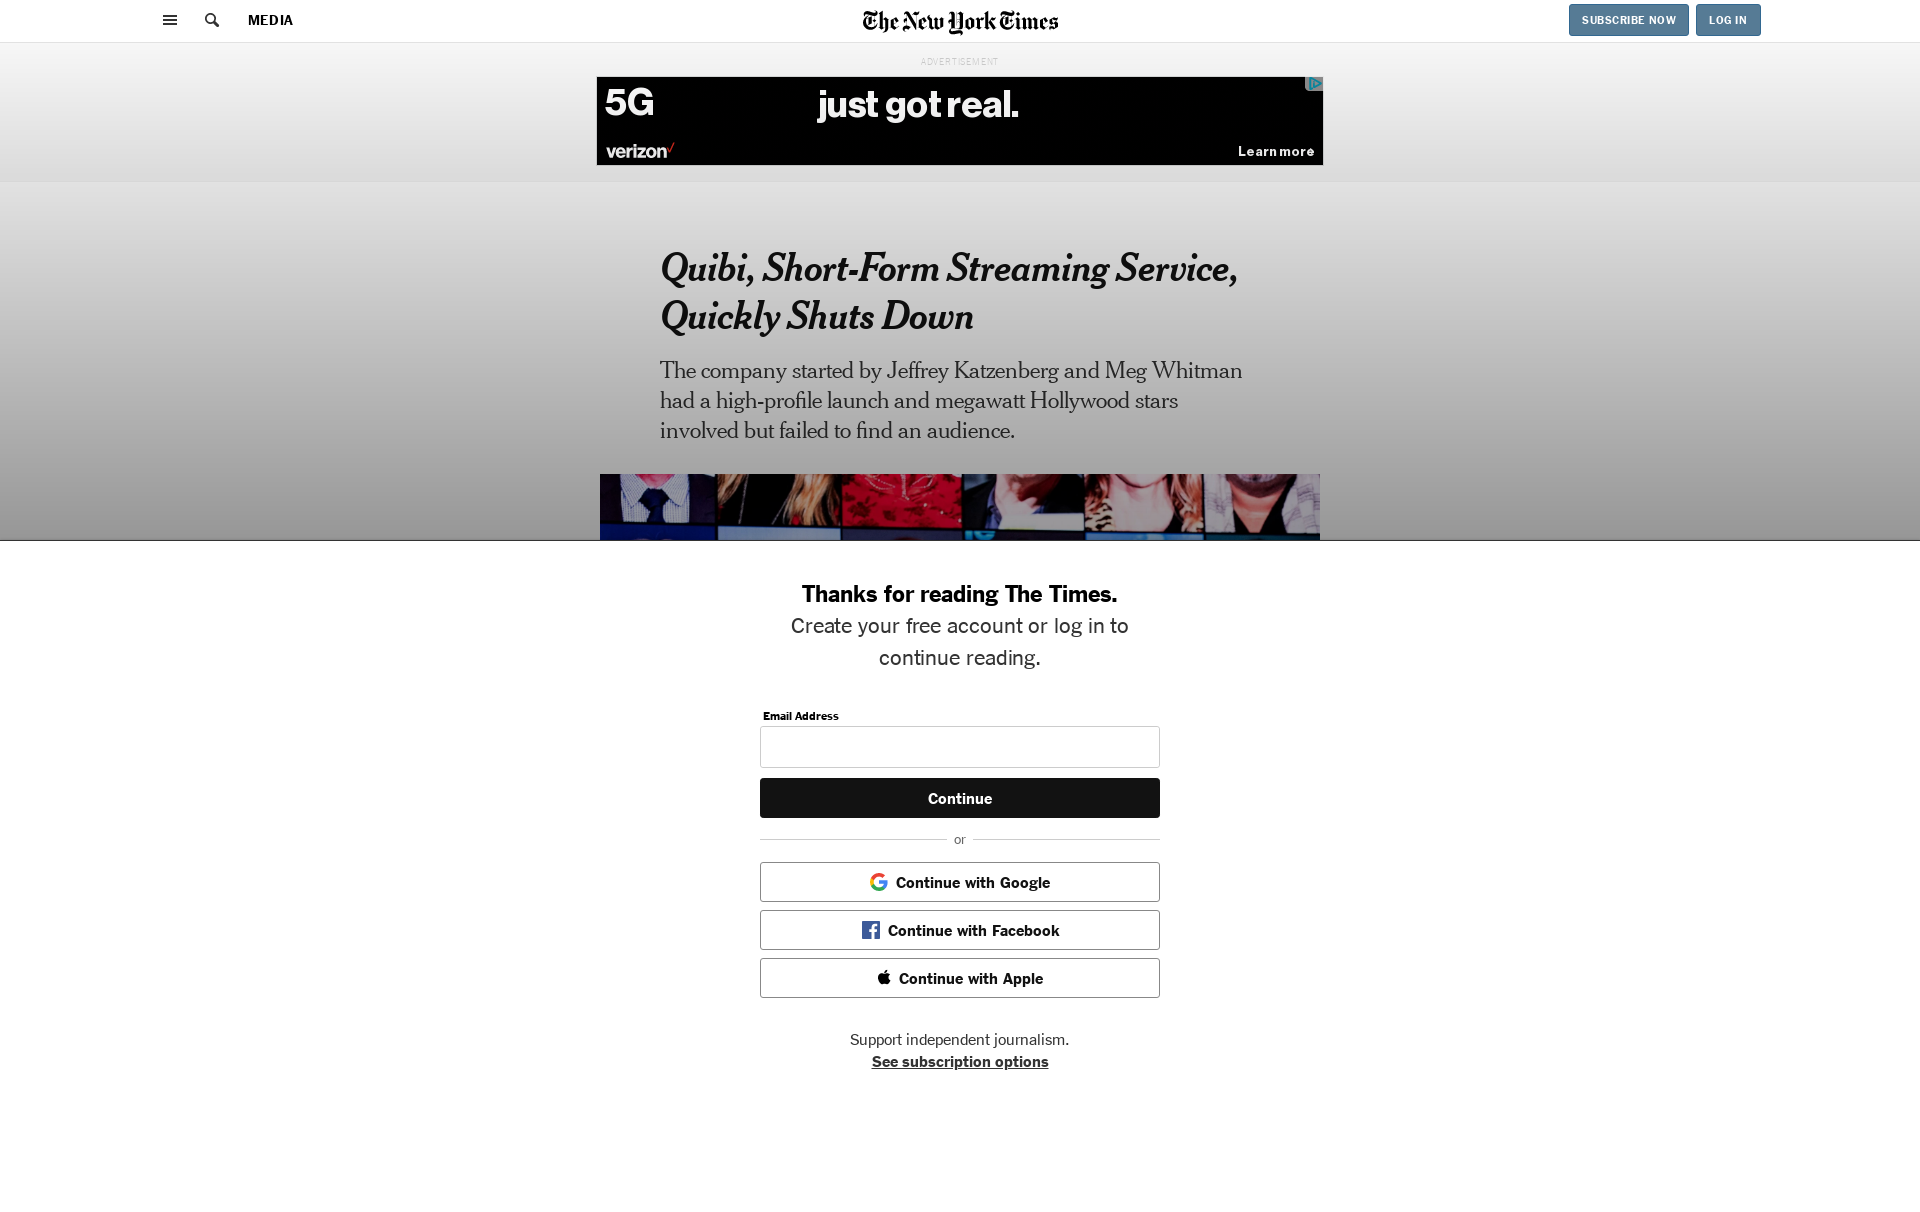 MEDIA
The New York Times
SUBSCRIBE NOW
LOG IN
ADVERTISEMENT
5G
just got real.
verizon
Learn more
Quibi, Short-Form Streaming Service,
Quickly Shuts Down
The company started by Jeffrey Katzenberg and Meg Whitman
had a high-profile launch and megawatt Hollywood stars
involved but failed to find an audience.
Thanks for reading The Times.
Create your free account or log in to
continue reading.
Email Address
Continue
or
Continue with Google
Continue with Facebook
Continue with Apple
Support independent journalism.
See subscription options